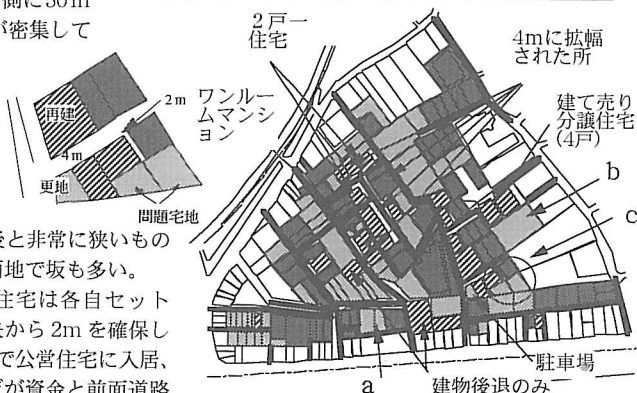 側に50m
が密集して
2戸一
住宅
4mに拡幅
された所
ワンルー
ムマンシ
ョン
建て売り
分譲住宅
(4戸)
再建
2m
4m
更地
問題宅地
b
c
後と非常に狭いもの
面地で坂も多い。
住宅は各自セット
から2mを確保し
で公営住宅に入居、
が資金と前面道路
a
建物後退のみ
駐車場